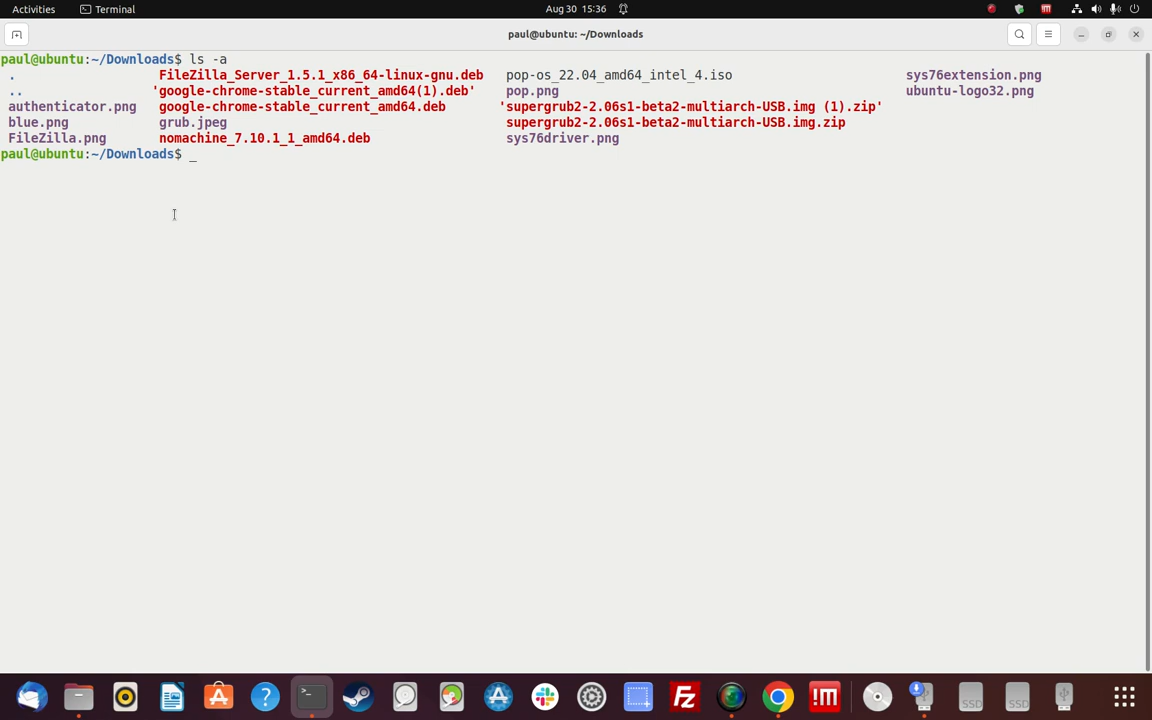 Activities Terminal Aug 30 15:36
paul@ubuntu: ~/Downloads
paul@ubuntu:~/Downloads$ ls -a
. FileZilla_Server_1.5.1_x86_64-linux-gnu.deb pop-os_22.04_amd64_intel_4.iso sys76extension.png
.. 'google-chrome-stable_current_amd64(1).deb' pop.png ubuntu-logo32.png
authenticator.png google-chrome-stable_current_amd64.deb 'supergrub2-2.06s1-beta2-multiarch-USB.img (1).zip'
blue.png grub.jpeg supergrub2-2.06s1-beta2-multiarch-USB.img.zip
FileZilla.png nomachine_7.10.1_1_amd64.deb sys76driver.png
paul@ubuntu:~/Downloads$ _
>_ ? Fz !M SSD SSD